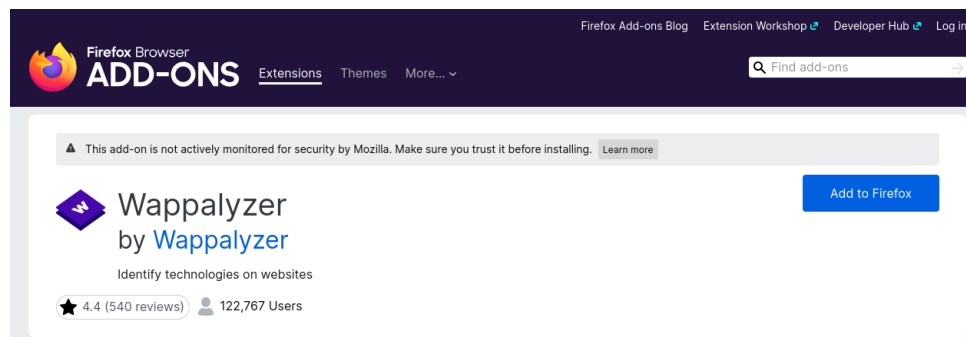 Firefox Add-ons Blog Extension Workshop Developer Hub Log in
Firefox Browser
ADD-ONS Extensions Themes More...
Find add-ons
This add-on is not actively monitored for security by Mozilla. Make sure you trust it before installing. Learn more
W Wappalyzer
Add to Firefox
by Wappalyzer
Identify technologies on websites
4.4 (540 reviews) 122,767 Users